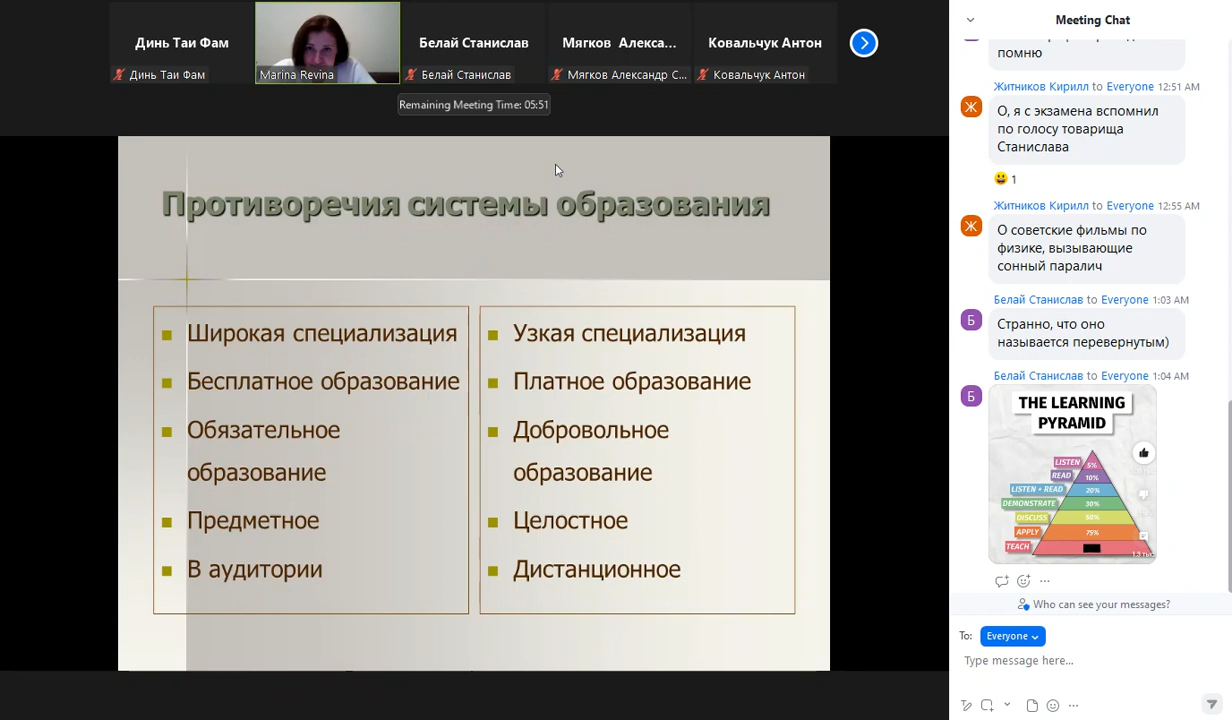 Динь Таи Фам
Белай Станислав
Мягков Алекса...
Ковальчук Антон
Динь Таи Фам
Marina Revina
Белай Станислав
Мягков Александр С...
Ковальчук Антон
Remaining Meeting Time: 05:51
Противоречия системы образования
Широкая специализация
Бесплатное образование
Обязательное
образование
Предметное
В аудитории
Узкая специализация
Платное образование
Добровольное
образование
Целостное
Дистанционное
Meeting Chat
помню
Житников Кирилл to Everyone 12:51 AM
Ж
О, я с экзамена вспомнил
по голосу товарища
Станислава
1
Житников Кирилл to Everyone 12:55 AM
Ж
О советские фильмы по
физике, вызывающие
сонный паралич
Белай Станислав to Everyone 1:03 AM
Б
Странно, что оно
называется перевернутым)
Белай Станислав to Everyone 1:04 AM
Б
THE LEARNING
PYRAMID
LISTEN 5%
READ 10%
LISTEN + READ 20%
DEMONSTRATE 30%
DISCUSS 50%
APPLY 75%
TEACH
Who can see your messages?
To: Everyone
Type message here...